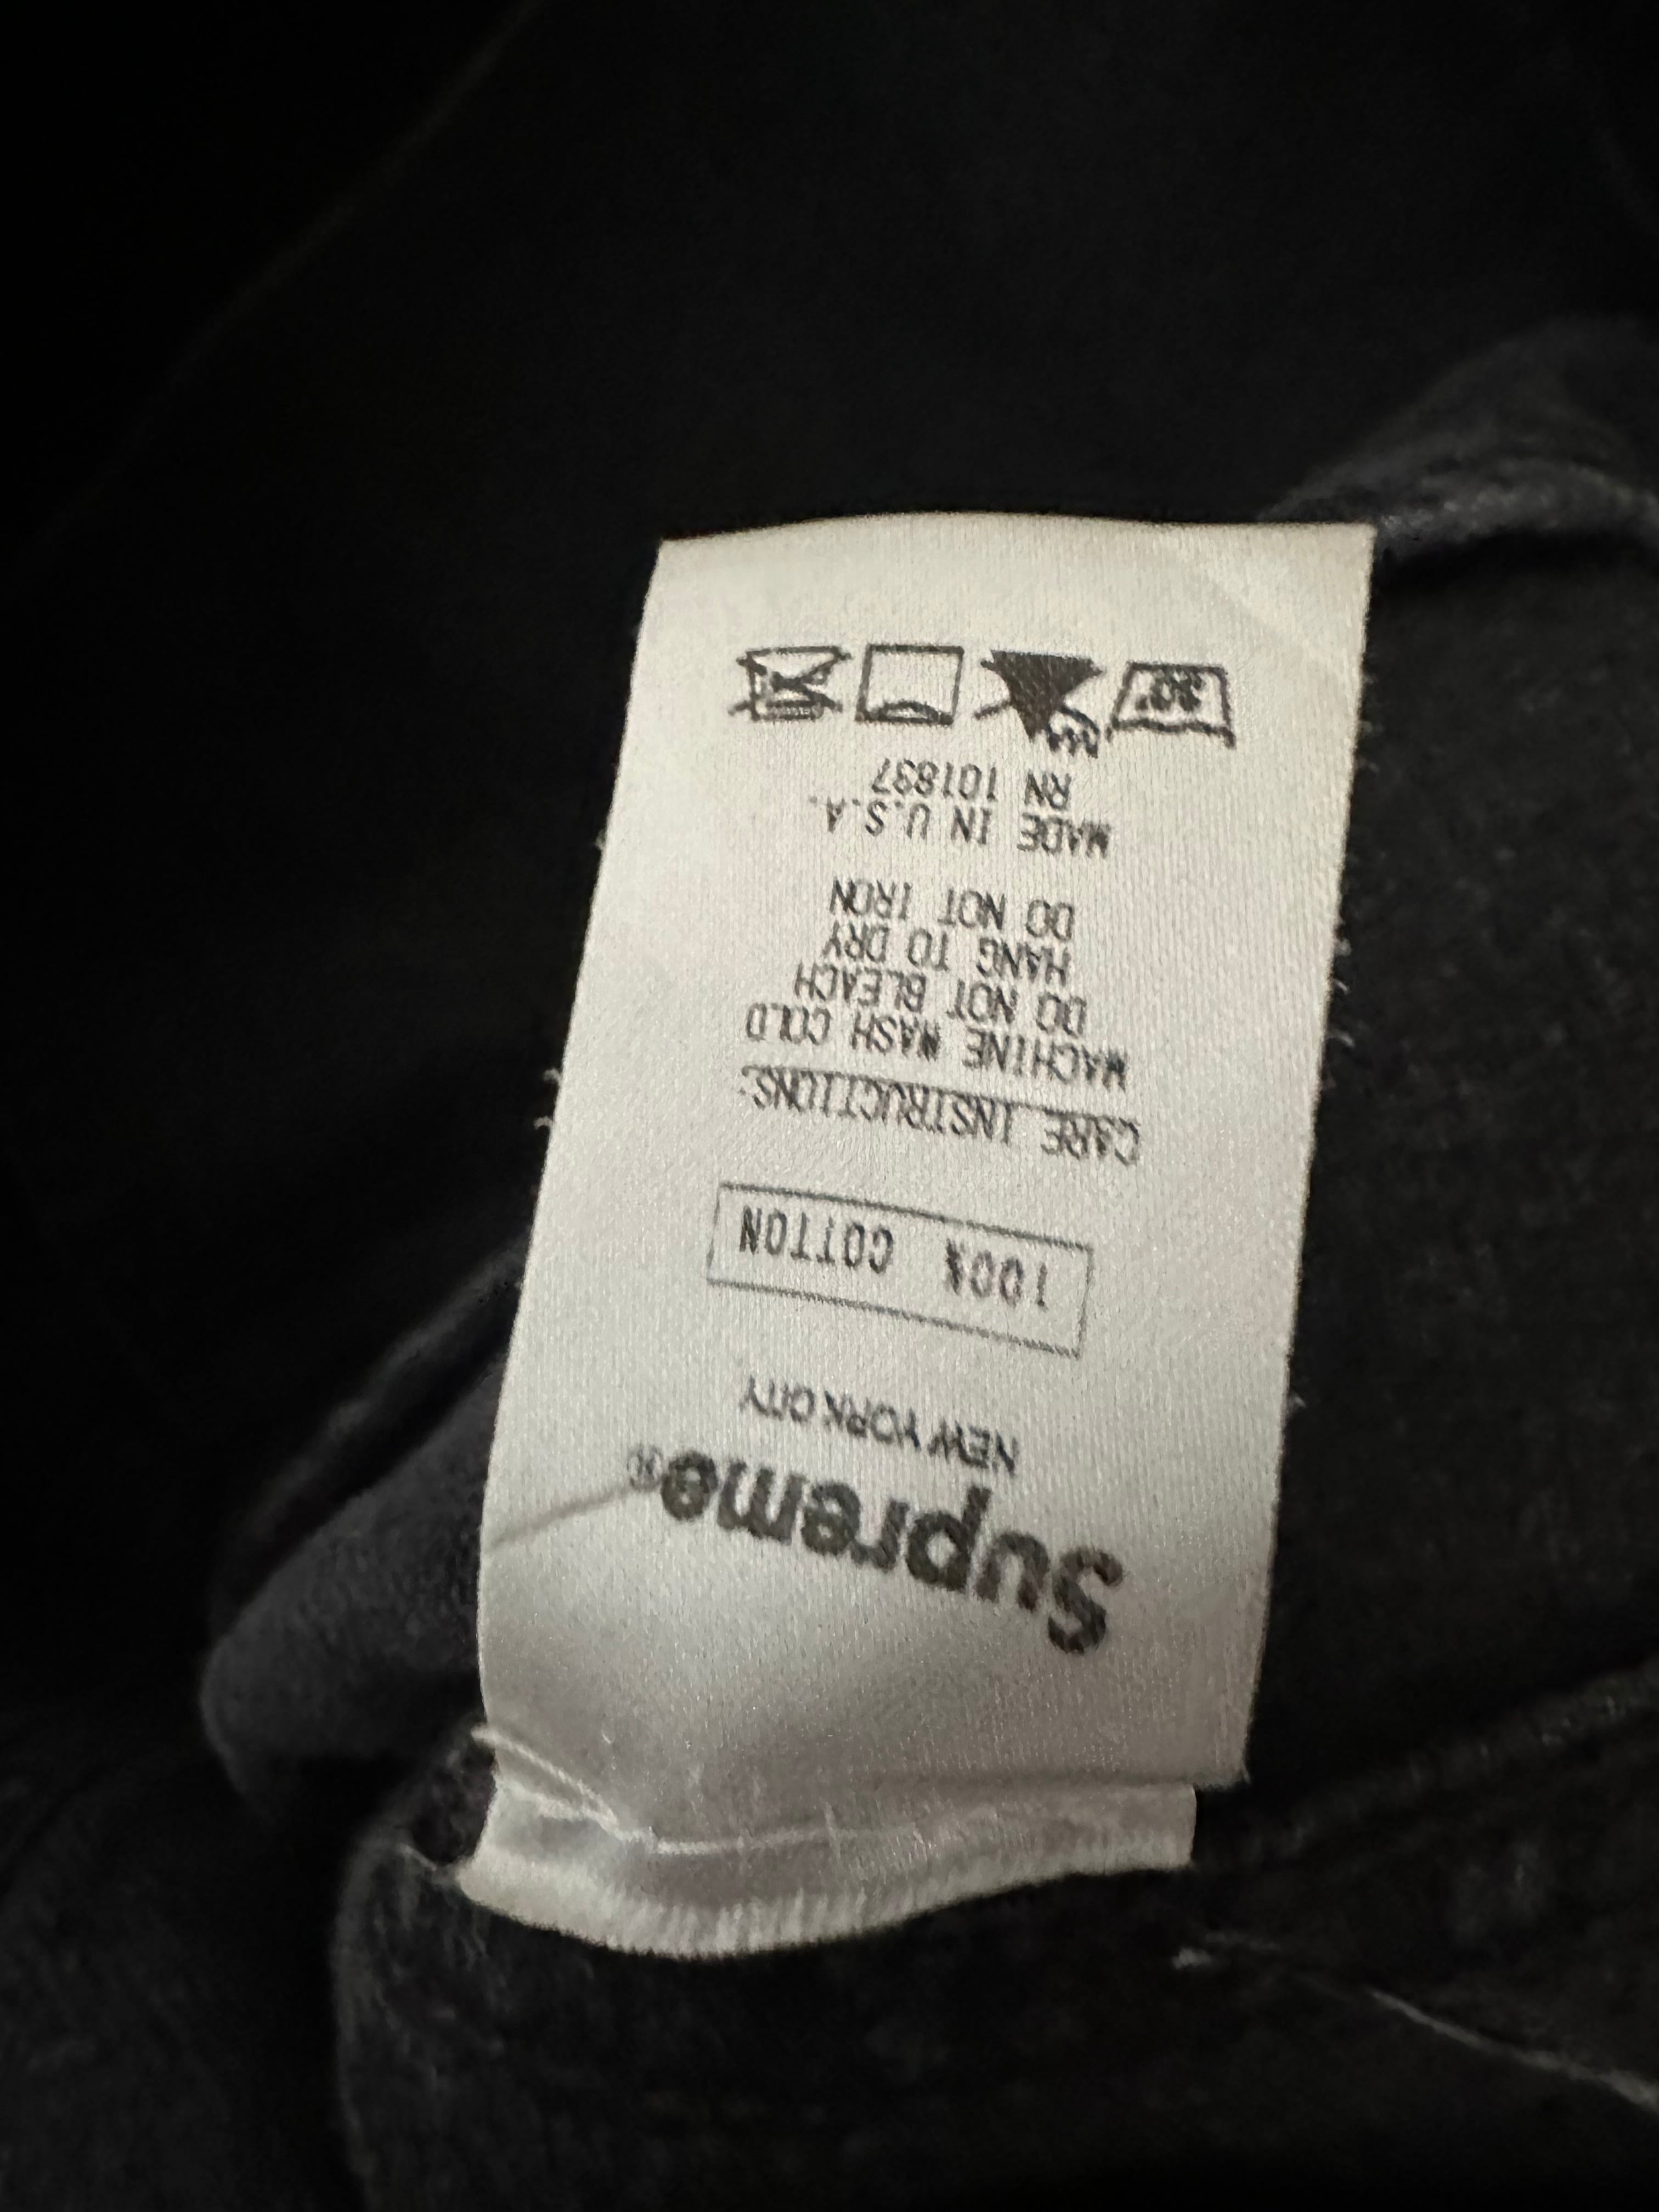 Supreme®
NEW YORK CITY
100% COTTON
CARE INSTRUCTIONS:
MACHINE WASH COLD
DO NOT BLEACH
HANG TO DRY
DO NOT IRON
MADE IN U.S.A.
RN 101837
30°